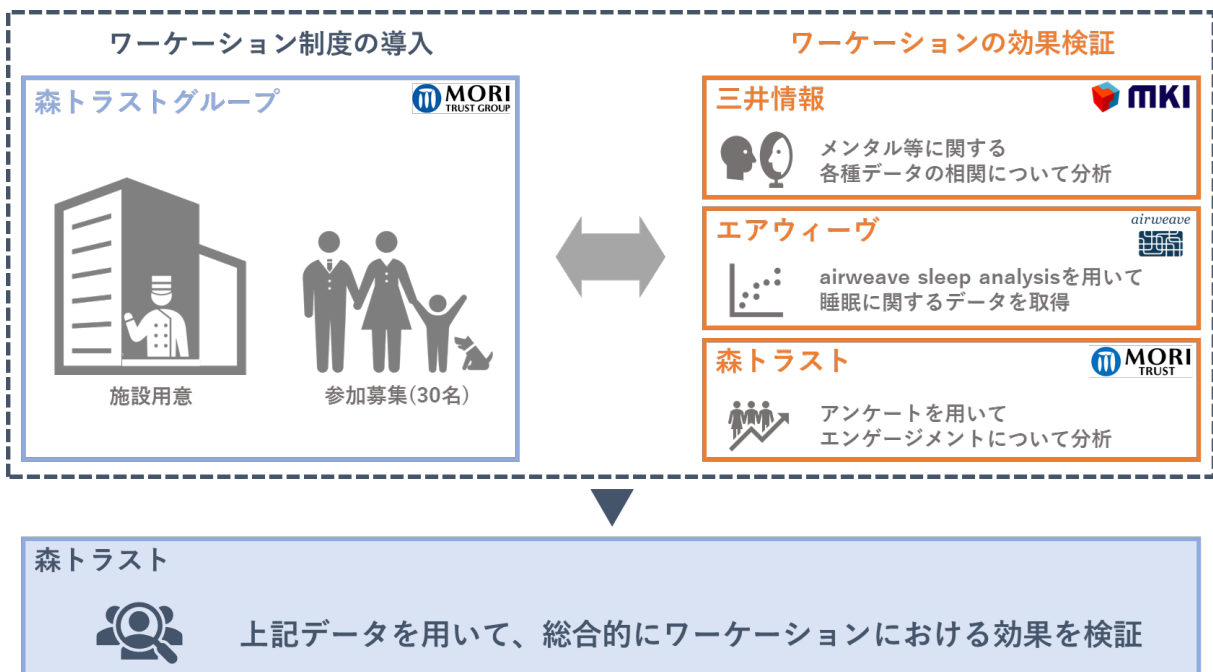 ワーケーション制度の導入
森トラストグループ
MORI
TRUST GROUP
施設用意
参加募集(30名)
ワーケーションの効果検証
三井情報
MKI
メンタル等に関する
各種データの相関について分析
エアウィーヴ
airweave
airweave sleep analysisを用いて
睡眠に関するデータを取得
森トラスト
MORI
TRUST
アンケートを用いて
エンゲージメントについて分析
森トラスト
上記データを用いて、総合的にワーケーションにおける効果を検証